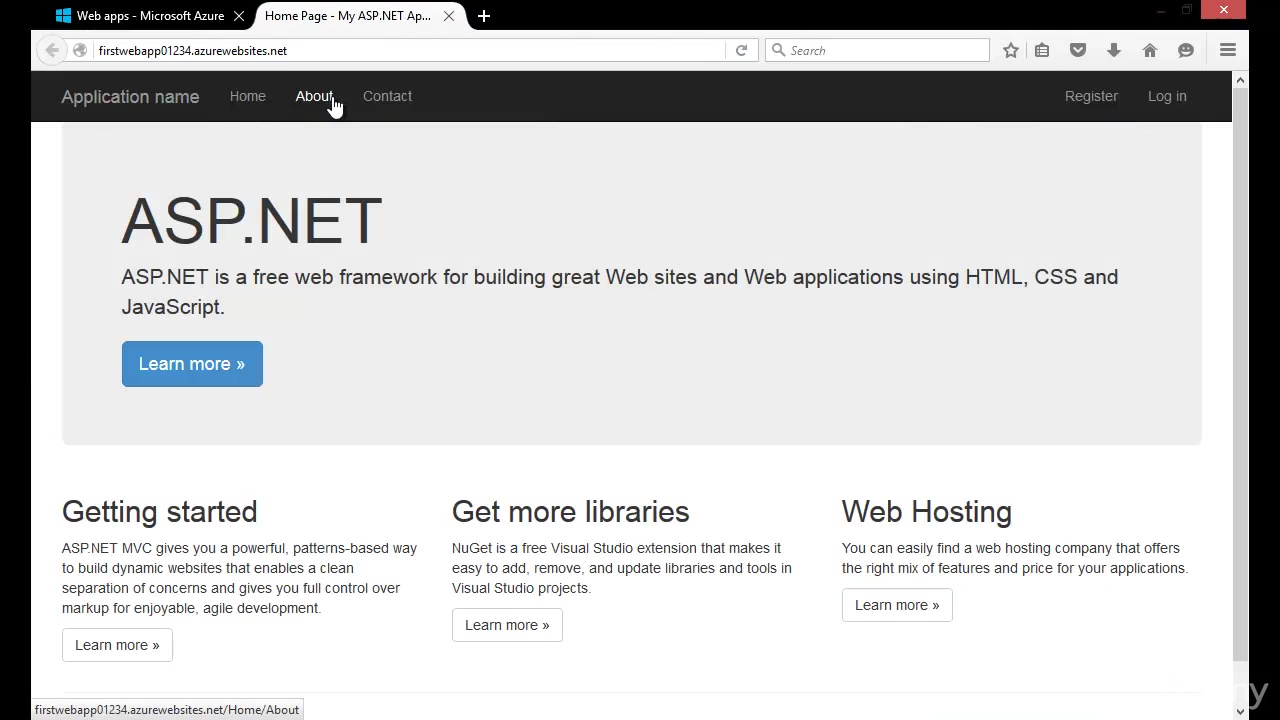 Web apps - Microsoft Azure
Home Page - My ASP.NET Ap...
firstwebapp01234.azurewebsites.net
Search
Application name
Home
About
Contact
Register
Log in
ASP.NET
ASP.NET is a free web framework for building great Web sites and Web applications using HTML, CSS and
JavaScript.
Learn more »
Getting started
ASP.NET MVC gives you a powerful, patterns-based way
to build dynamic websites that enables a clean
separation of concerns and gives you full control over
markup for enjoyable, agile development.
Learn more »
Get more libraries
NuGet is a free Visual Studio extension that makes it
easy to add, remove, and update libraries and tools in
Visual Studio projects.
Learn more »
Web Hosting
You can easily find a web hosting company that offers
the right mix of features and price for your applications.
Learn more »
firstwebapp01234.azurewebsites.net/Home/About